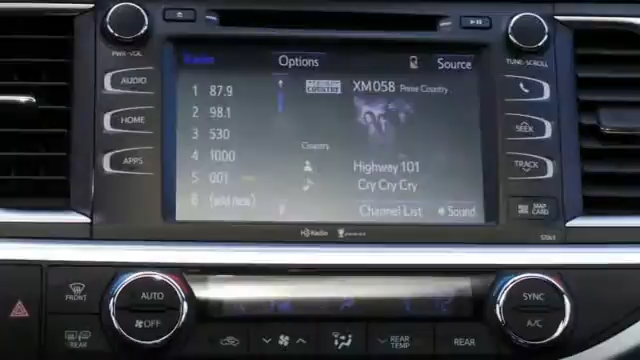 PWR·VOL
TUNE·SCROLL
Options
Source
1 87.9
2 98.1
3 530
4 1000
5 001
6 (add new)
XM058 Prime Country
Country
Highway 101
Cry Cry Cry
Channel List
Sound
AUDIO
HOME
APPS
SEEK
TRACK
MAP CARD
HD Radio
FRONT
REAR
AUTO
OFF
REAR TEMP
REAR
SYNC
A/C